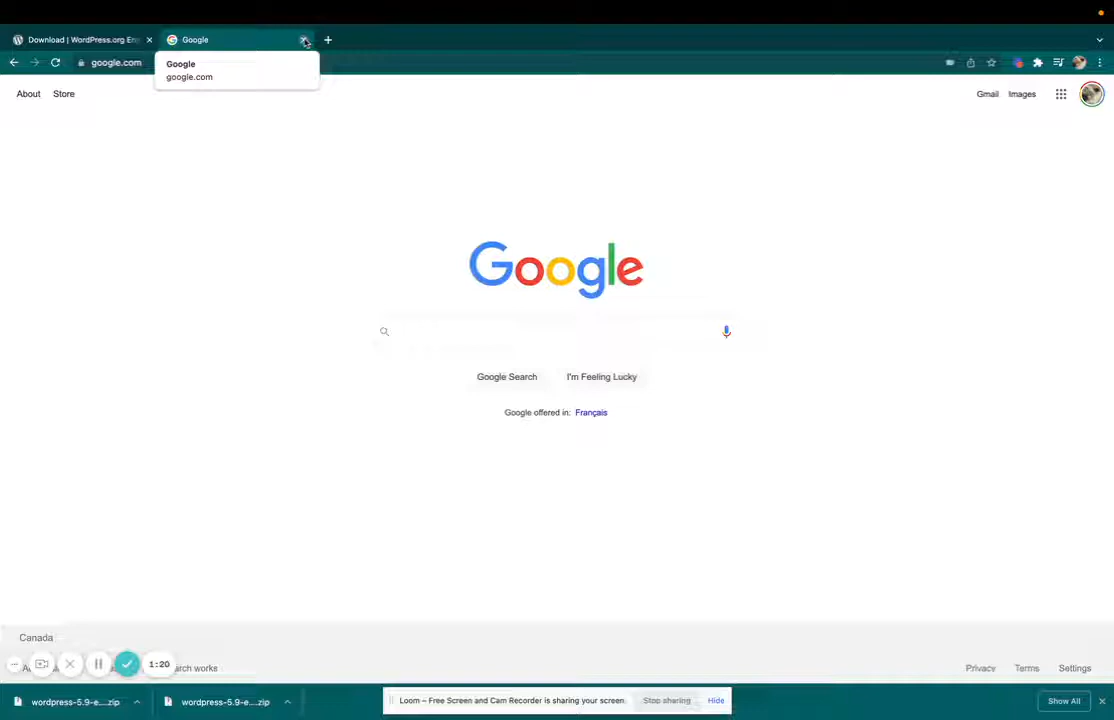 Download | WordPress.org Eng
Google
google.com
Google
google.com
About Store
Gmail Images
Google
Google Search I'm Feeling Lucky
Google offered in: Français
Canada
1:20
arch works
Privacy Terms Settings
wordpress-5.9-e....zip
wordpress-5.9-e....zip
Loom – Free Screen and Cam Recorder is sharing your screen.
Stop sharing
Hide
Show All